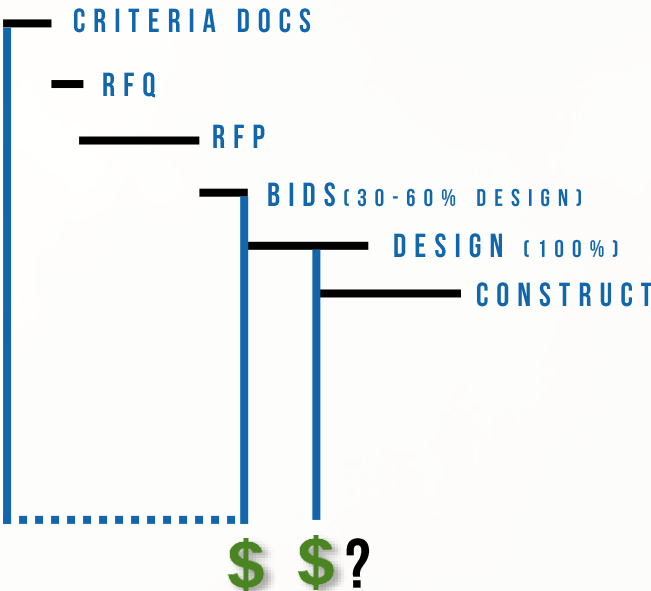 CRITERIA DOCS
RFQ
RFP
BIDS(30-60% DESIGN)
DESIGN (100%)
CONSTRUCT
$ $?